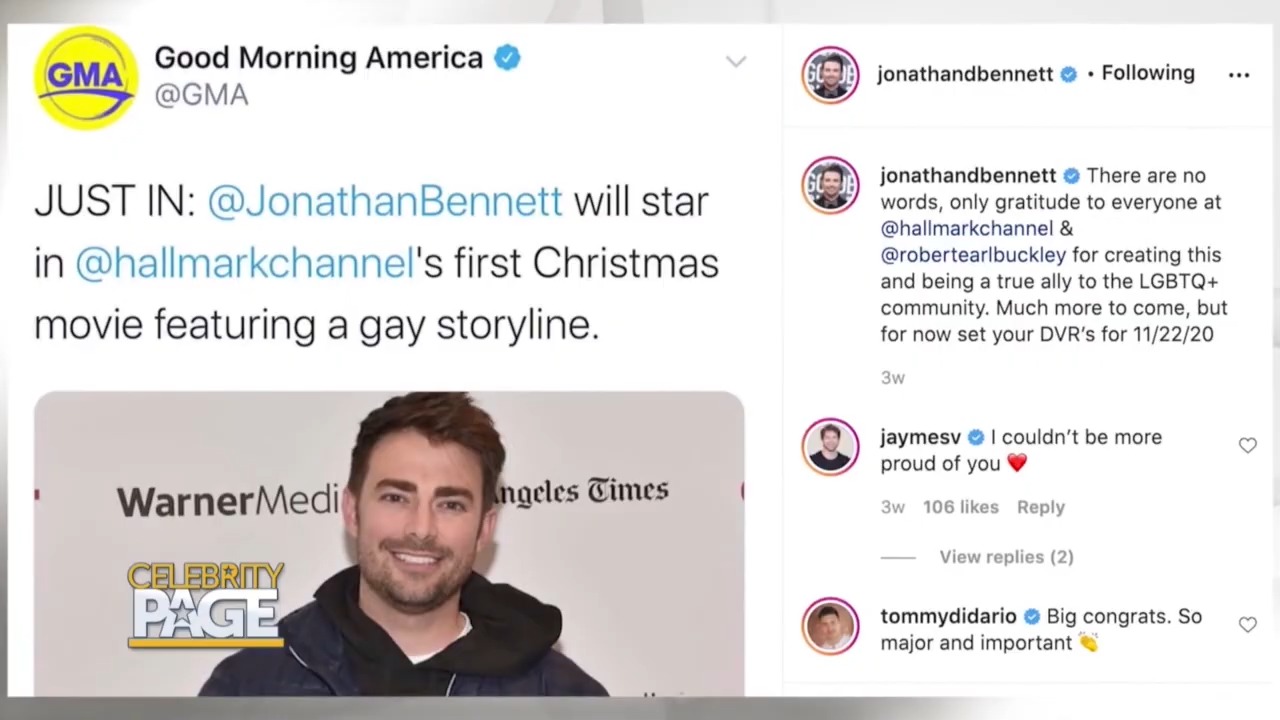 GMA
Good Morning America
@GMA
JUST IN: @JonathanBennett will star
in @hallmarkchannel's first Christmas
movie featuring a gay storyline.
WarnerMedi
ngeles Times
CELEBRITY
PAGE
jonathandbennett • Following
jonathandbennett There are no
words, only gratitude to everyone at
@hallmarkchannel &
@robertearlbuckley for creating this
and being a true ally to the LGBTQ+
community. Much more to come, but
for now set your DVR's for 11/22/20
3w
jaymesv I couldn't be more
proud of you ❤️
3w 106 likes Reply
View replies (2)
tommydidario Big congrats. So
major and important 👏